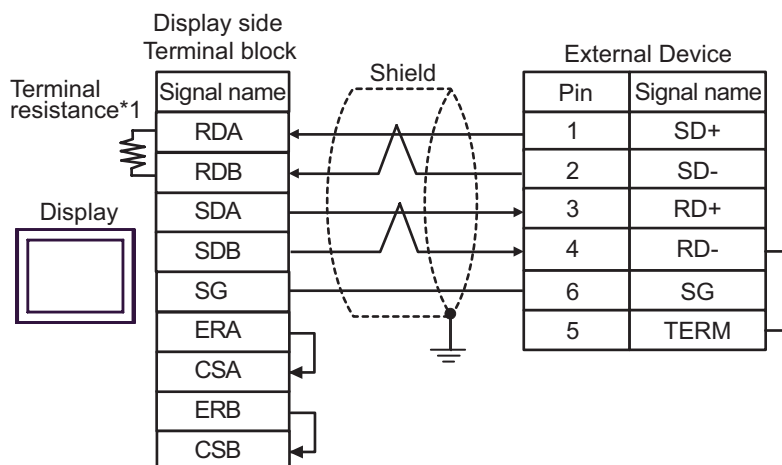 Display side
Terminal block
Terminal
resistance*1
Display
Signal name
RDA
RDB
SDA
SDB
SG
ERA
CSA
ERB
CSB
Shield
External Device
Pin Signal name
1 SD+
2 SD-
3 RD+
4 RD-
6 SG
5 TERM